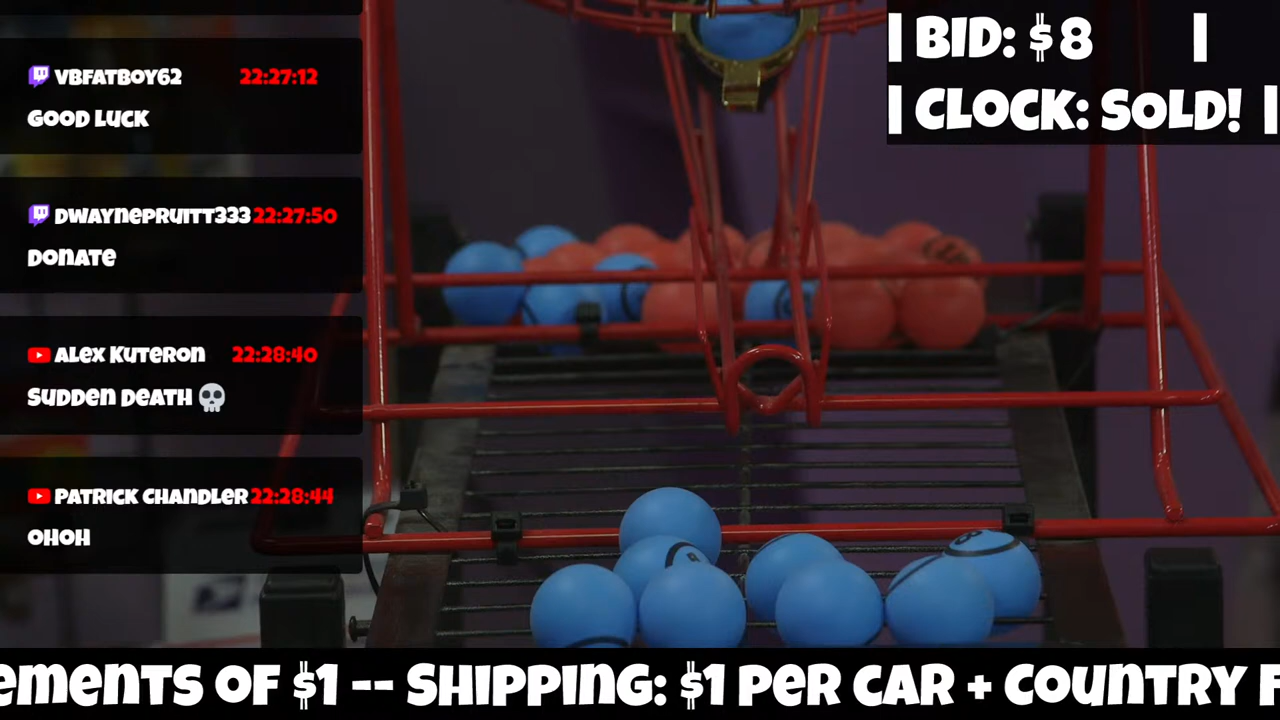 VBFATBOY62 22:27:12
GOOD LUCK
DWAYNEPRUITT333 22:27:50
DONATE
ALEX KUTERON 22:28:40
SUDDEN DEATH 💀
PATRICK CHANDLER 22:28:44
OHOH
| BID: $8 |
| CLOCK: SOLD! |
EMENTS OF $1 -- SHIPPING: $1 PER CAR + COUNTRY F